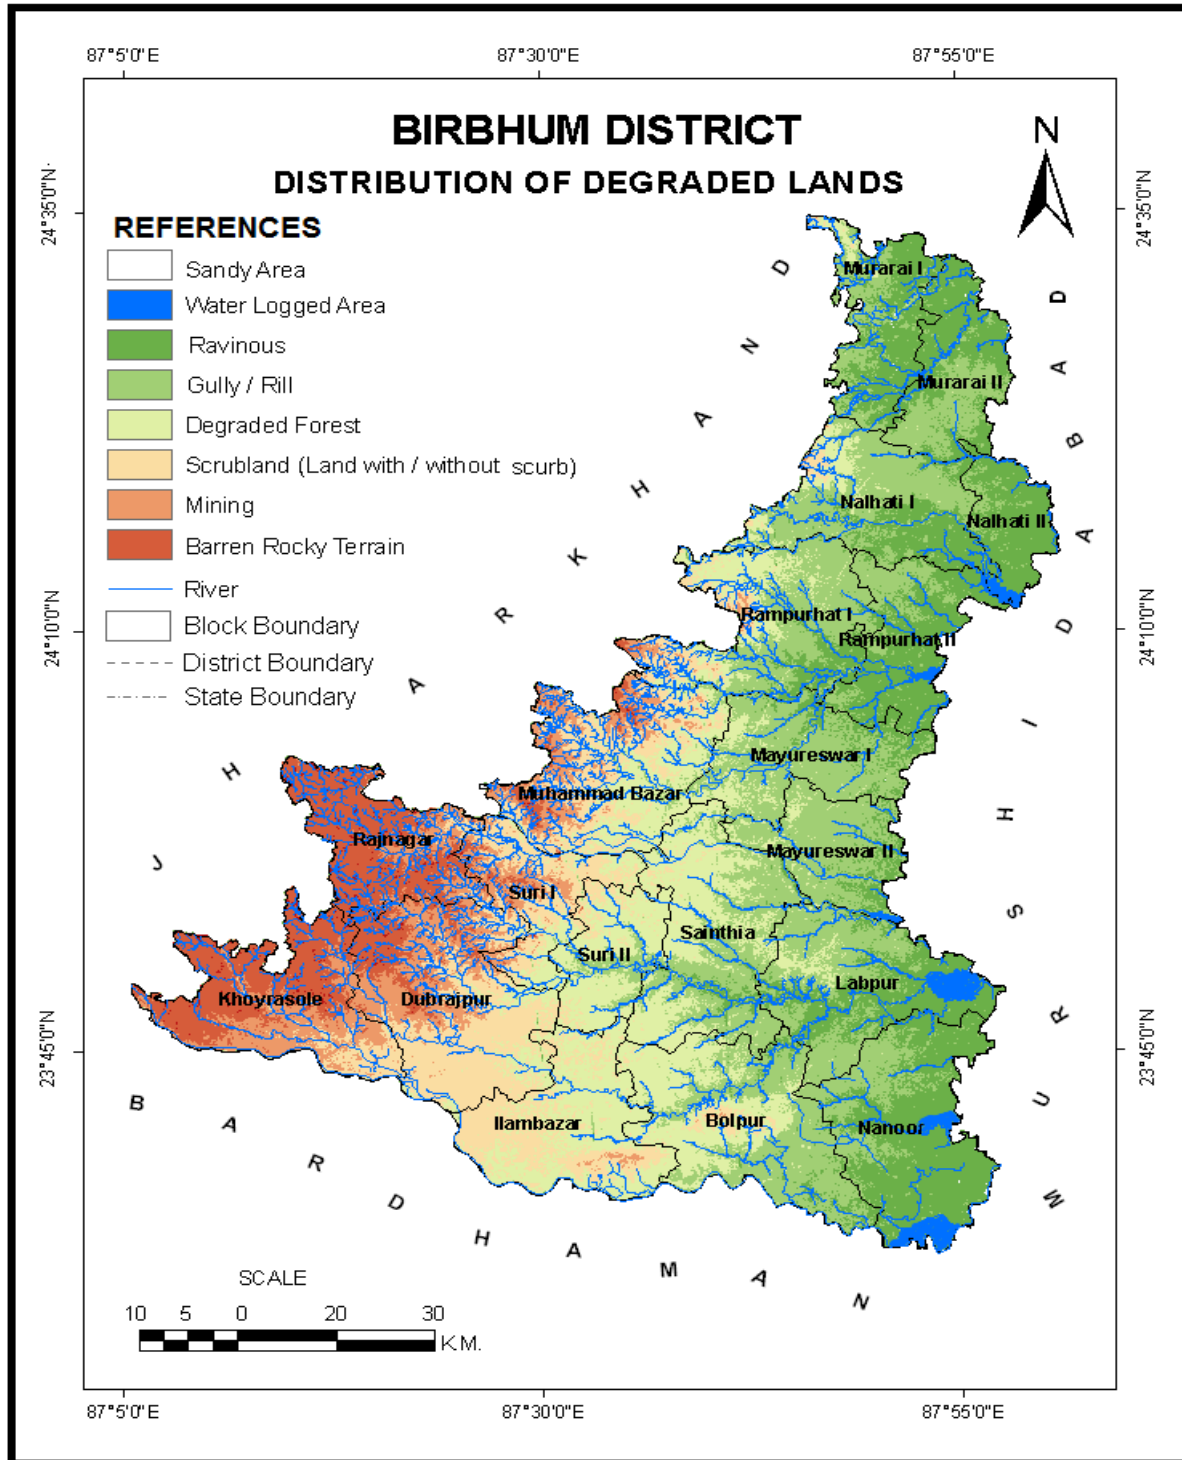 87°5'0"E 87°30'0"E 87°55'0"E
BIRBHUM DISTRICT
DISTRIBUTION OF DEGRADED LANDS
N
24°35'0"N
24°35'0"N
REFERENCES
Sandy Area
Water Logged Area
Ravinous
Gully / Rill
Degraded Forest
Scrubland (Land with / without scurb)
Mining
Barren Rocky Terrain
River
Block Boundary
District Boundary
State Boundary
24°10'0"N
24°10'0"N
23°45'0"N
23°45'0"N
JHARKHAND
MURSHIDABAD
BARDHAMAN
Murarai I
Murarai II
Nalhati I
Nalhati II
Rampurhat I
Rampurhat II
Mayureswar I
Muhammad Bazar
Rajnagar
Mayureswar II
Suri I
Sainthia
Suri II
Labpur
Khoyrasole
Dubrajpur
Ilambazar
Bolpur
Nanoor
SCALE
10 5 0 20 30
K.M.
87°5'0"E 87°30'0"E 87°55'0"E